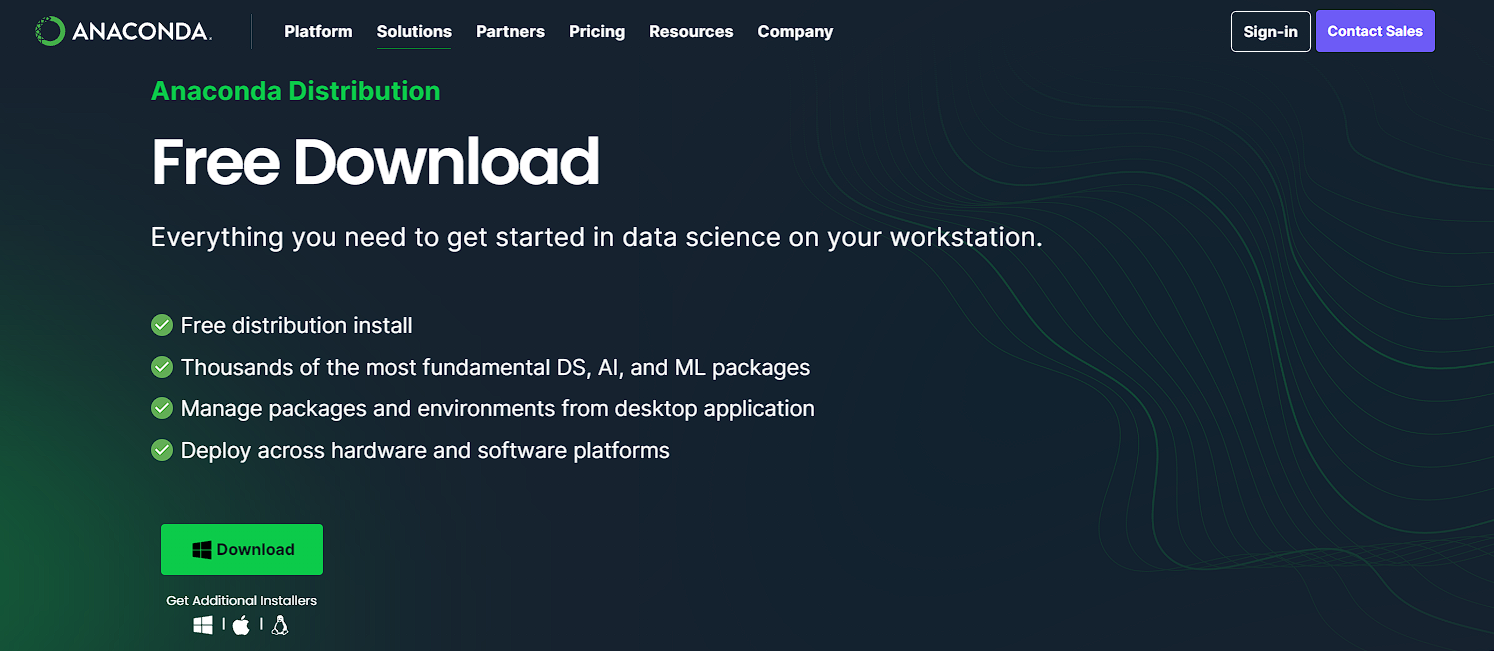 ANACONDA.
Platform Solutions Partners Pricing Resources Company Sign-in Contact Sales
Anaconda Distribution
Free Download
Everything you need to get started in data science on your workstation.
Free distribution install
Thousands of the most fundamental DS, AI, and ML packages
Manage packages and environments from desktop application
Deploy across hardware and software platforms
Download
Get Additional Installers
| |